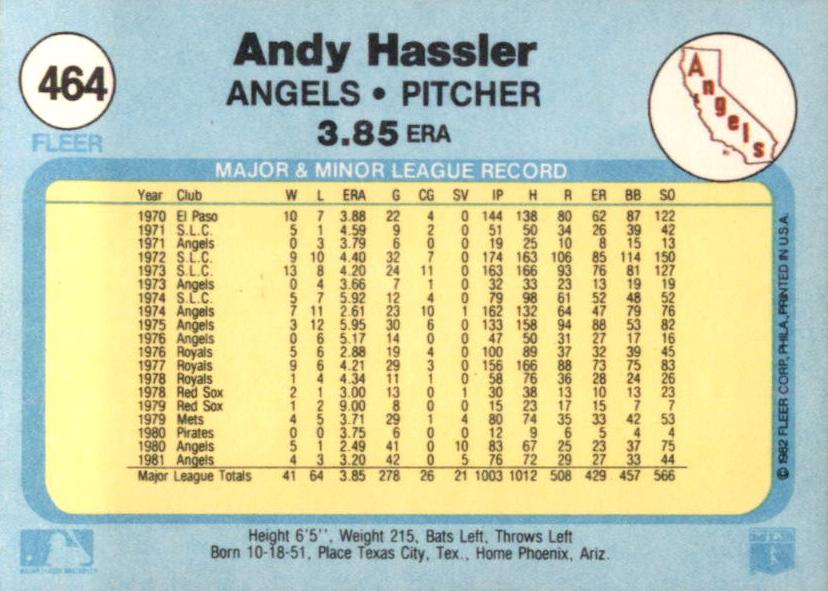 464
FLEER
Andy Hassler
ANGELS • PITCHER
3.85 ERA
Angels
MAJOR & MINOR LEAGUE RECORD
Year Club W L ERA G CG SV IP H R ER BB SO
1970 El Paso 10 7 3.88 22 4 0 144 138 80 62 87 122
1971 S.L.C. 5 1 4.59 9 2 0 51 50 34 26 39 42
1971 Angels 0 3 3.79 6 0 0 19 25 10 8 15 13
1972 S.L.C. 9 10 4.40 32 7 0 174 163 106 85 114 150
1973 S.L.C. 13 8 4.20 24 11 0 163 166 93 76 81 127
1973 Angels 0 4 3.66 7 1 0 32 33 23 13 19 19
1974 S.L.C. 5 7 5.92 12 4 0 79 98 61 52 48 52
1974 Angels 7 11 2.61 23 10 1 162 132 64 47 79 76
1975 Angels 3 12 5.95 30 6 0 133 158 94 88 53 82
1976 Angels 0 6 5.17 14 0 0 47 50 31 27 17 16
1976 Royals 5 6 2.88 19 4 0 100 89 37 32 39 45
1977 Royals 9 6 4.21 29 3 0 156 166 88 73 75 83
1978 Royals 1 4 4.34 11 1 0 58 76 36 28 24 26
1978 Red Sox 2 1 3.00 13 0 1 30 38 13 10 13 23
1979 Red Sox 1 2 9.00 8 0 0 15 23 17 15 7 7
1979 Mets 4 5 3.71 29 1 4 80 74 35 33 42 53
1980 Pirates 0 0 3.75 6 0 0 12 9 6 5 4 4
1980 Angels 5 1 2.49 41 0 10 83 67 25 23 37 75
1981 Angels 4 3 3.20 42 0 5 76 72 29 27 33 44
Major League Totals 41 64 3.85 278 26 21 1003 1012 508 429 457 566
© 1982 FLEER CORP., PHILA., PRINTED IN U.S.A.
Height 6'5'', Weight 215, Bats Left, Throws Left
Born 10-18-51, Place Texas City, Tex., Home Phoenix, Ariz.